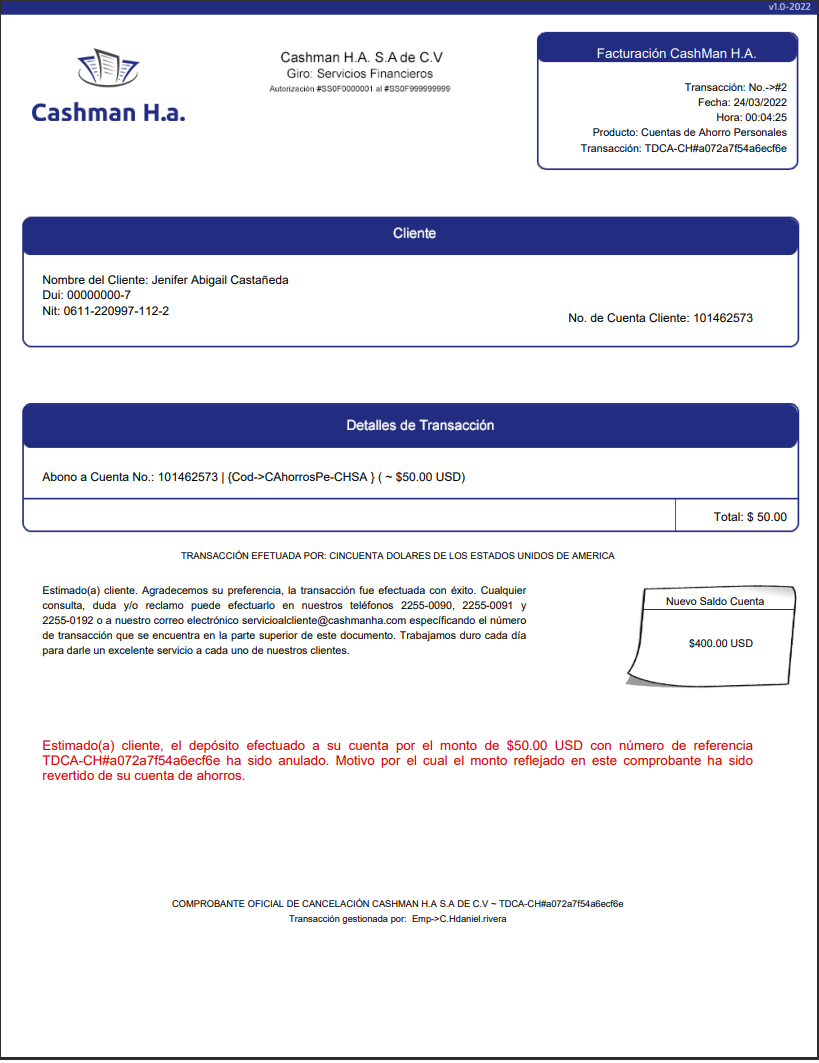 v1.0-2022
Cashman H.a.
Cashman H.A. S.A de C.V
Giro: Servicios Financieros
Autorización #SS0F0000001 al #SS0F999999999
Facturación CashMan H.A.
Transacción: No.->#2
Fecha: 24/03/2022
Hora: 00:04:25
Producto: Cuentas de Ahorro Personales
Transacción: TDCA-CH#a072a7f54a6ecf6e
Cliente
Nombre del Cliente: Jenifer Abigail Castañeda
Dui: 00000000-7
Nit: 0611-220997-112-2
No. de Cuenta Cliente: 101462573
Detalles de Transacción
Abono a Cuenta No.: 101462573 | {Cod->CAhorrosPe-CHSA } ( ~ $50.00 USD)
Total: $ 50.00
TRANSACCIÓN EFETUADA POR: CINCUENTA DOLARES DE LOS ESTADOS UNIDOS DE AMERICA
Estimado(a) cliente. Agradecemos su preferencia, la transacción fue efectuada con éxito. Cualquier
consulta, duda y/o reclamo puede efectuarlo en nuestros teléfonos 2255-0090, 2255-0091 y
2255-0192 o a nuestro correo electrónico servicioalcliente@cashmanha.com específicando el número
de transacción que se encuentra en la parte superior de este documento. Trabajamos duro cada día
para darle un excelente servicio a cada uno de nuestros clientes.
Nuevo Saldo Cuenta
$400.00 USD
Estimado(a) cliente, el depósito efectuado a su cuenta por el monto de $50.00 USD con número de referencia
TDCA-CH#a072a7f54a6ecf6e ha sido anulado. Motivo por el cual el monto reflejado en este comprobante ha sido
revertido de su cuenta de ahorros.
COMPROBANTE OFICIAL DE CANCELACIÓN CASHMAN H.A S.A DE C.V ~ TDCA-CH#a072a7f54a6ecf6e
Transacción gestionada por: Emp->C.Hdaniel.rivera